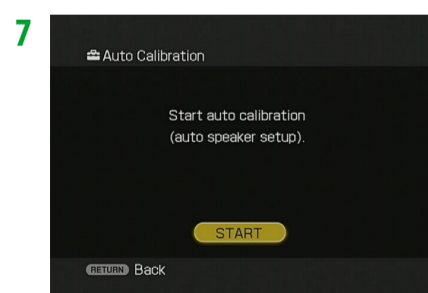 7
Auto Calibration
Start auto calibration
(auto speaker setup).
START
RETURN Back